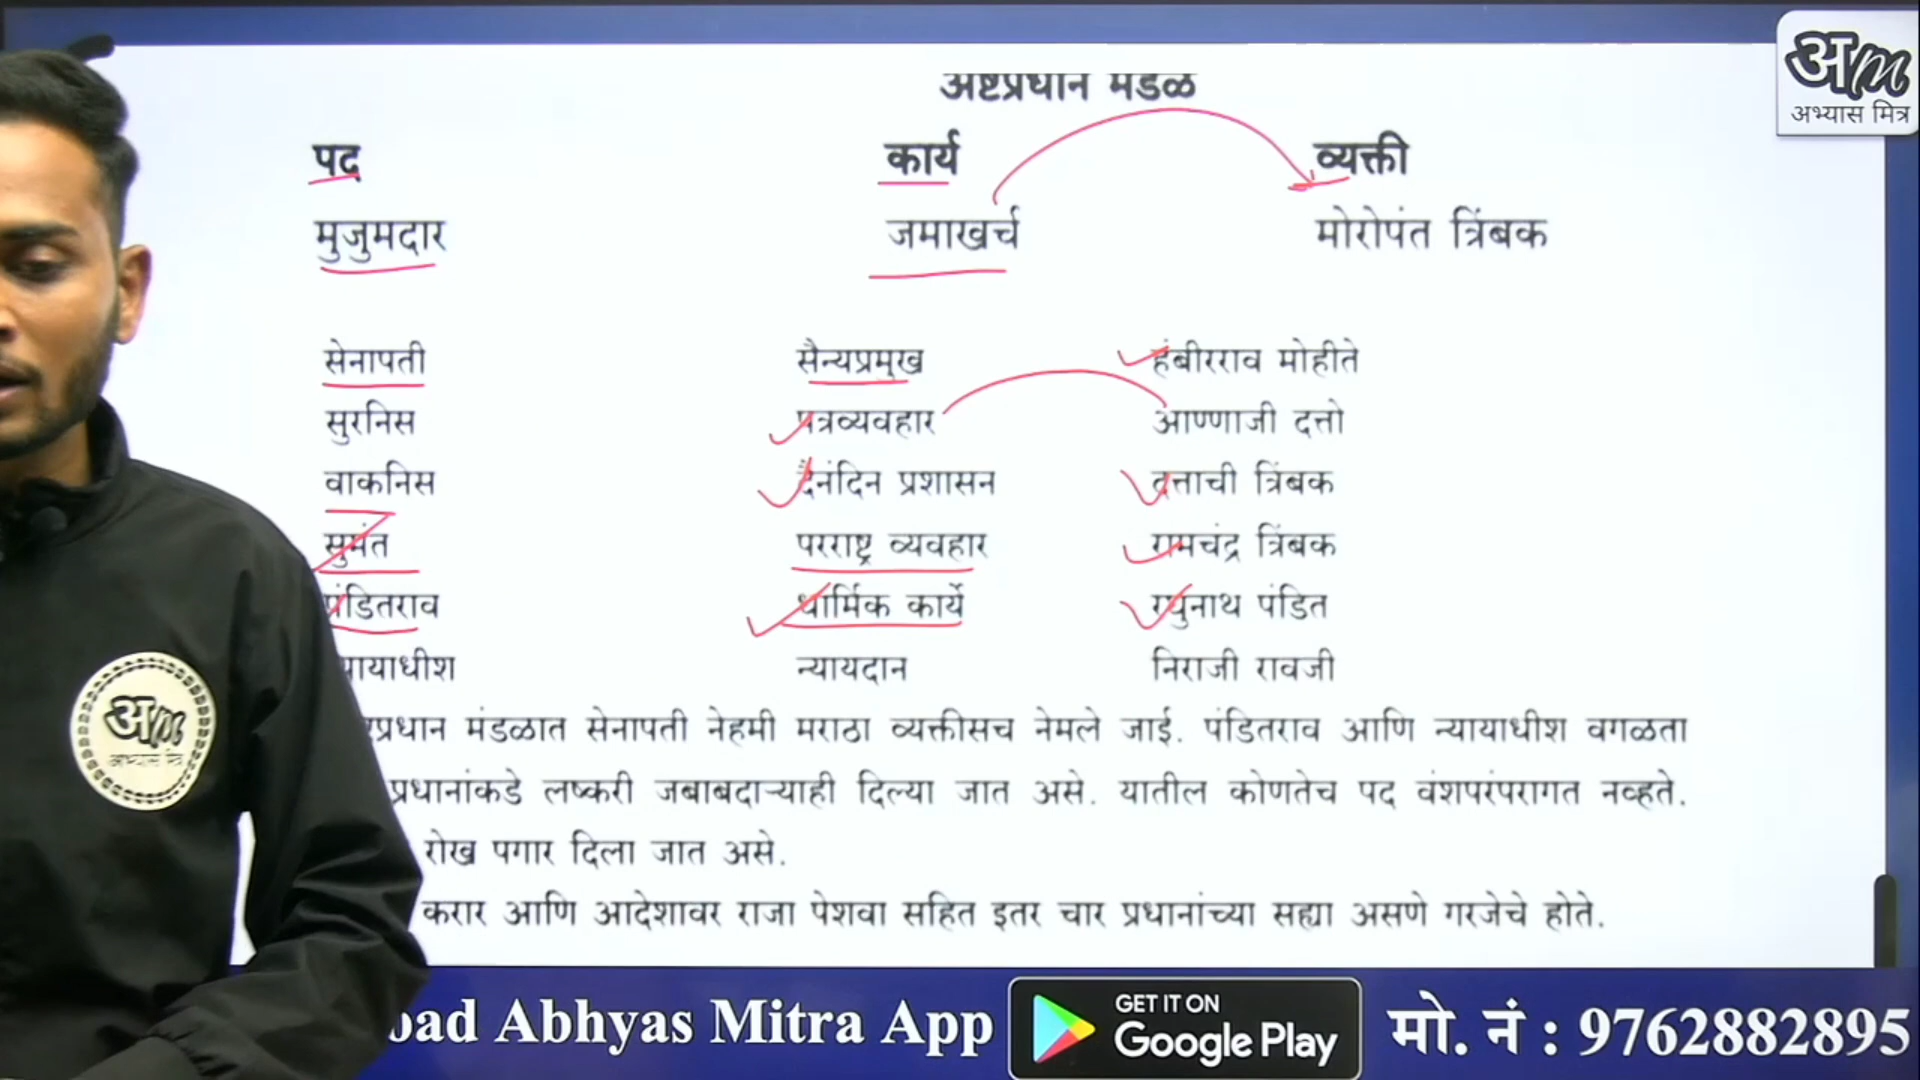 अष्टप्रधान मंडळ
अm
अभ्यास मित्र
पद कार्य व्यक्ती
मुजुमदार जमाखर्च मोरोपंत त्रिंबक
सेनापती सैन्यप्रमुख हंबीरराव मोहीते
सुरनिस पत्रव्यवहार आण्णाजी दत्तो
वाकनिस दैनंदिन प्रशासन दत्ताची त्रिंबक
सुमंत परराष्ट्र व्यवहार रामचंद्र त्रिंबक
पंडितराव धार्मिक कार्ये रघुनाथ पंडित
न्यायदान निराजी रावजी
मंडळात सेनापती नेहमी मराठा व्यक्तीसच नेमले जाई. पंडितराव आणि न्यायाधीश वगळता
प्रधानांकडे लष्करी जबाबदाऱ्याही दिल्या जात असे. यातील कोणतेच पद वंशपरंपरागत नव्हते.
रोख पगार दिला जात असे.
करार आणि आदेशावर राजा पेशवा सहित इतर चार प्रधानांच्या सह्या असणे गरजेचे होते.
अm
अभ्यास मित्र
Abhyas Mitra App GET IT ON Google Play मो. नं : 9762882895